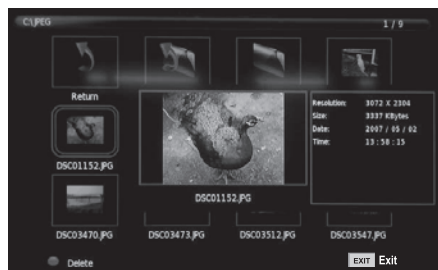 C:\JPEG 1 / 9
Return
Resolution: 3072 X 2304
Size: 3337 KBytes
Date: 2007 / 05 / 02
Time: 13 : 58 : 15
DSC01152.JPG
DSC01152.JPG
DSC03470.JPG DSC03473.JPG DSC03512.JPG DSC03547.JPG
Delete EXIT Exit